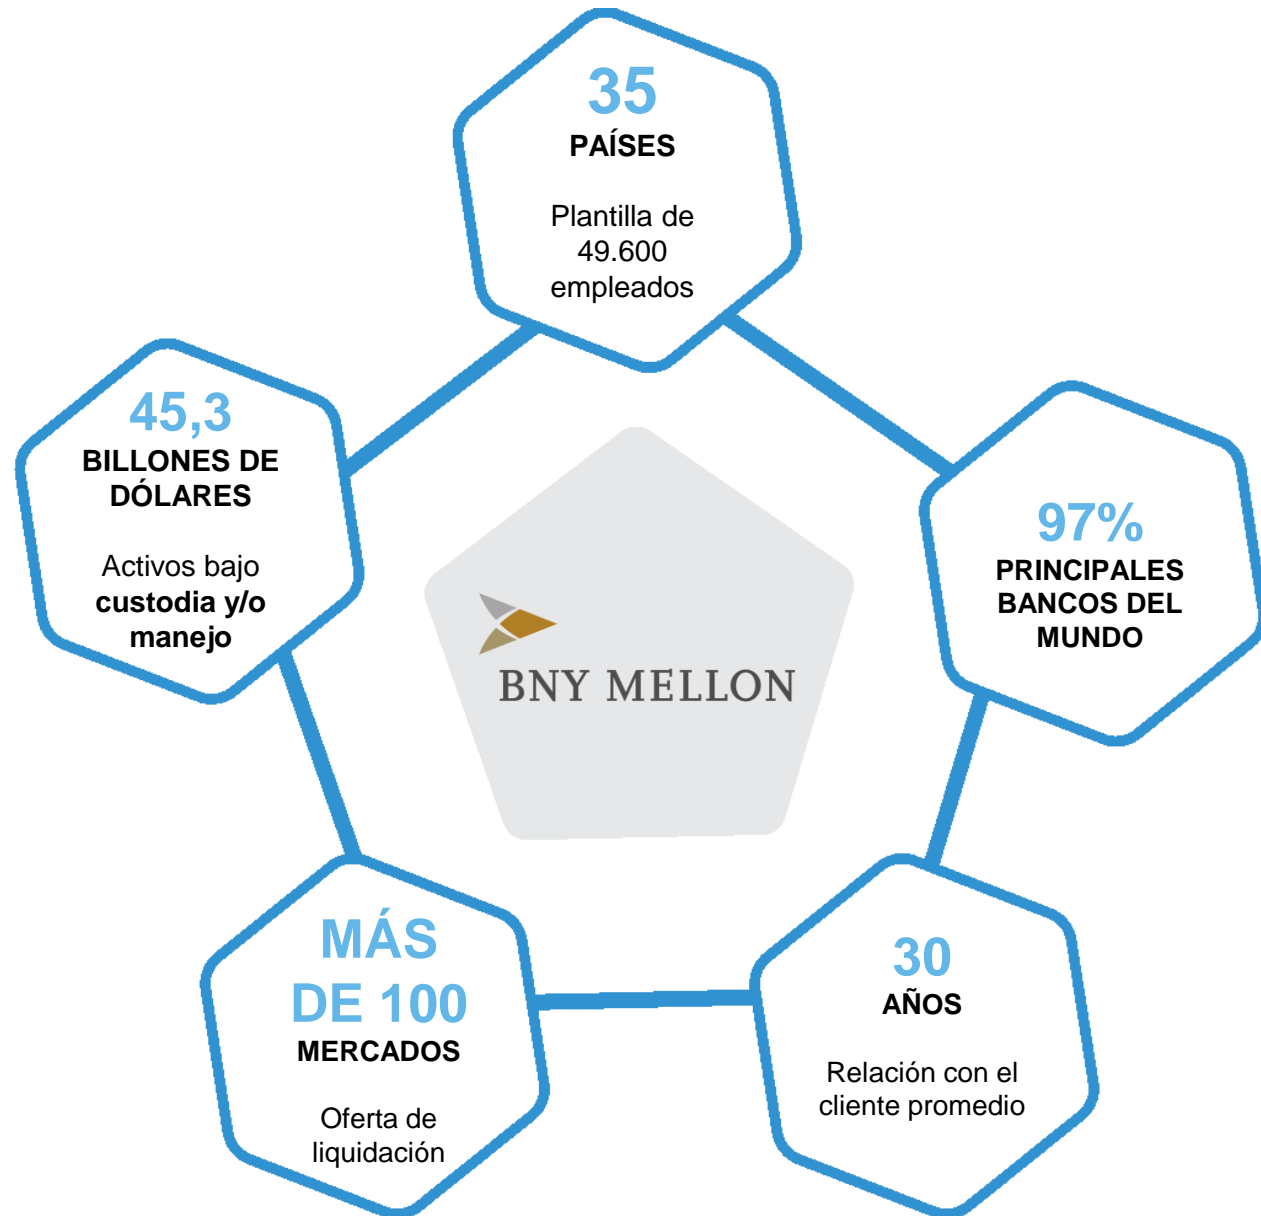 35
PAÍSES
Plantilla de
49.600
empleados
45,3
BILLONES DE
DÓLARES
Activos bajo
custodia y/o
manejo
97%
PRINCIPALES
BANCOS DEL
MUNDO
BNY MELLON
MÁS
DE 100
MERCADOS
Oferta de
liquidación
30
AÑOS
Relación con el
cliente promedio